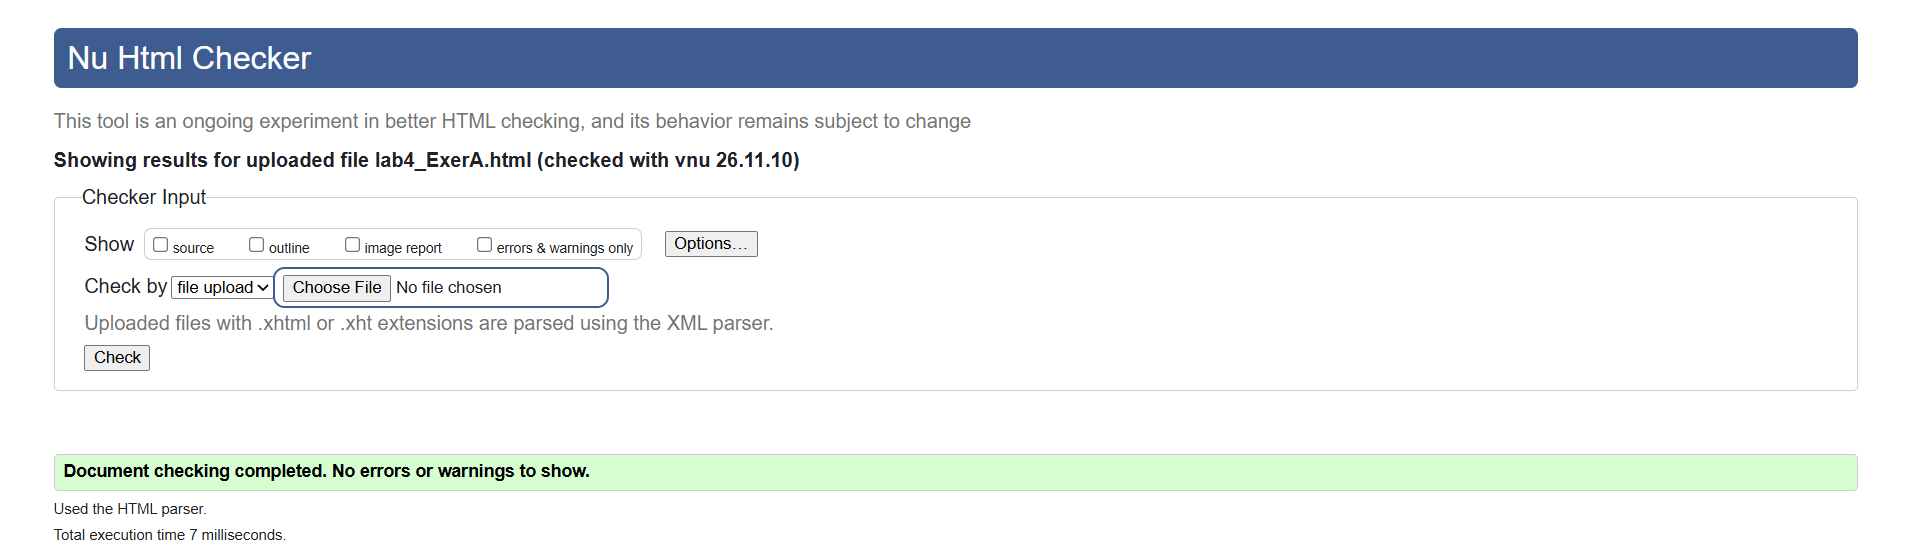 Nu Html Checker
This tool is an ongoing experiment in better HTML checking, and its behavior remains subject to change
Showing results for uploaded file lab4_ExerA.html (checked with vnu 26.11.10)
Checker Input
Show source outline image report errors & warnings only Options…
Check by file upload Choose File No file chosen
Uploaded files with .xhtml or .xht extensions are parsed using the XML parser.
Check
Document checking completed. No errors or warnings to show.
Used the HTML parser.
Total execution time 7 milliseconds.